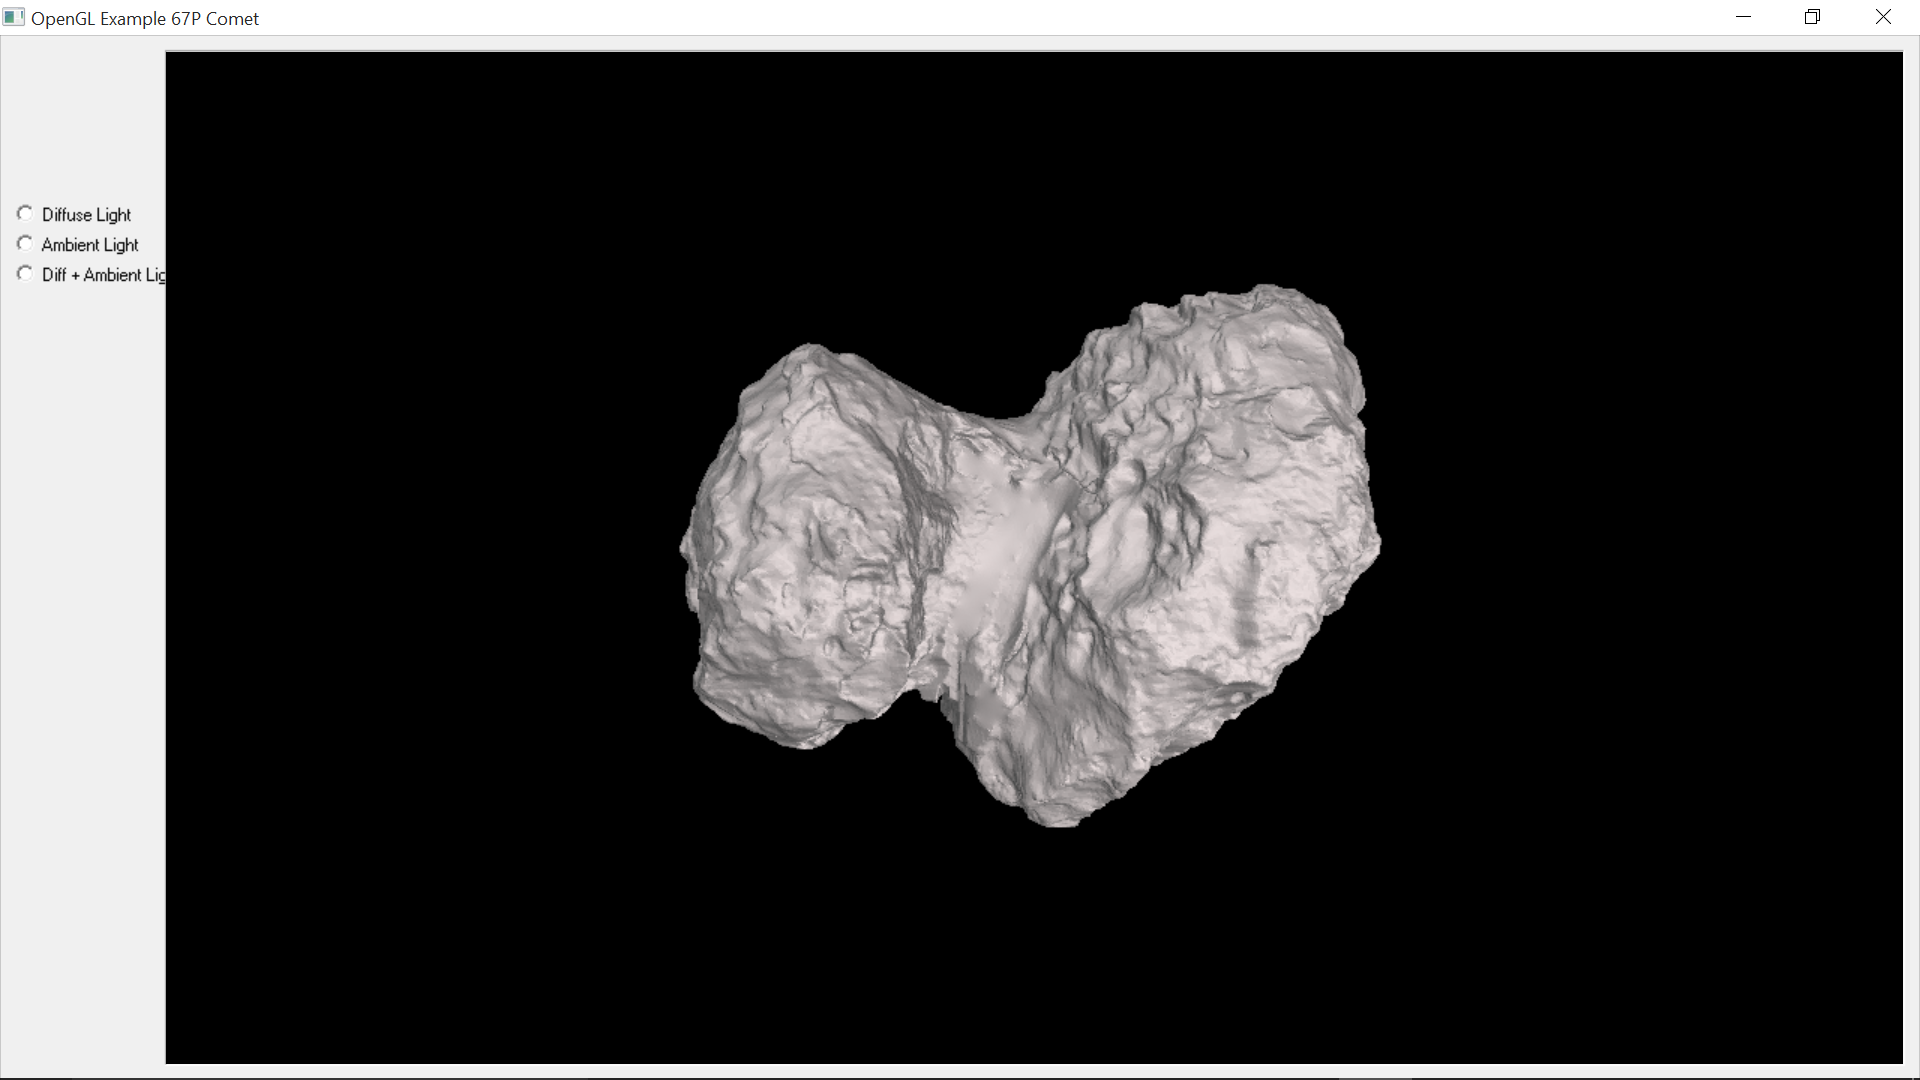 OpenGL Example 67P Comet
Diffuse Light
Ambient Light
Diff + Ambient Lig